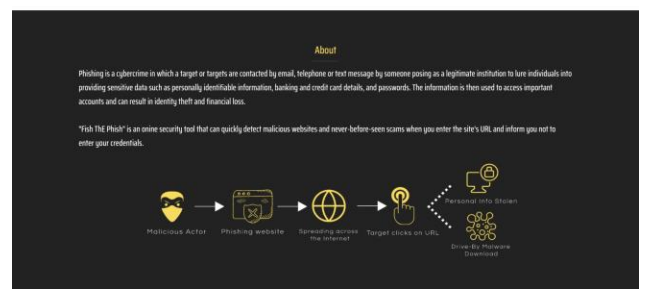 About
Phishing is a cybercrime in which a target or targets are contacted by email, telephone or text message by someone posing as a legitimate institution to lure individuals into
providing sensitive data such as personally identifiable information, banking and credit card details, and passwords. The information is then used to access important
accounts and can result in identity theft and financial loss.
"Fish ThE Phish" is an onine security tool that can quickly detect malicious websites and never-before-seen scams when you enter the site's URL and inform you not to
enter your credentials.
Malicious Actor
Phishing website
Spreading across
the Internet
Target clicks on URL
Personal Info Stolen
Drive-By Malware
Download